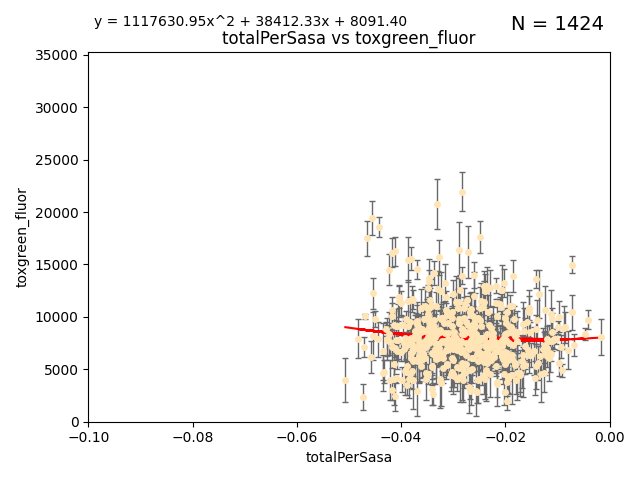 y = 1117630.95x^2 + 38412.33x + 8091.40
N = 1424
totalPerSasa vs toxgreen_fluor
35000
30000
25000
20000
15000
10000
5000
0
toxgreen_fluor
−0.10
−0.08
−0.06
−0.04
−0.02
0.00
totalPerSasa